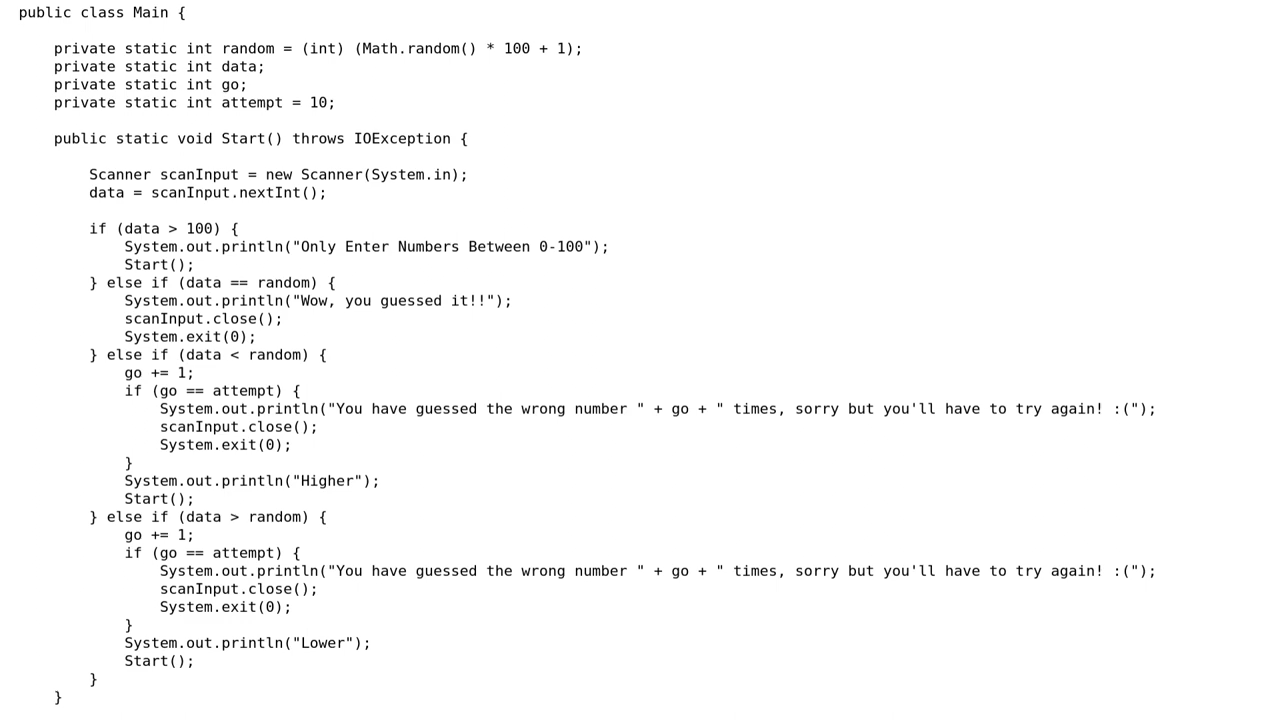 public class Main {

    private static int random = (int) (Math.random() * 100 + 1);
    private static int data;
    private static int go;
    private static int attempt = 10;

    public static void Start() throws IOException {

        Scanner scanInput = new Scanner(System.in);
        data = scanInput.nextInt();

        if (data > 100) {
            System.out.println("Only Enter Numbers Between 0-100");
            Start();
        } else if (data == random) {
            System.out.println("Wow, you guessed it!!");
            scanInput.close();
            System.exit(0);
        } else if (data < random) {
            go += 1;
            if (go == attempt) {
                System.out.println("You have guessed the wrong number " + go + " times, sorry but you'll have to try again! :(");
                scanInput.close();
                System.exit(0);
            }
            System.out.println("Higher");
            Start();
        } else if (data > random) {
            go += 1;
            if (go == attempt) {
                System.out.println("You have guessed the wrong number " + go + " times, sorry but you'll have to try again! :(");
                scanInput.close();
                System.exit(0);
            }
            System.out.println("Lower");
            Start();
        }
    }